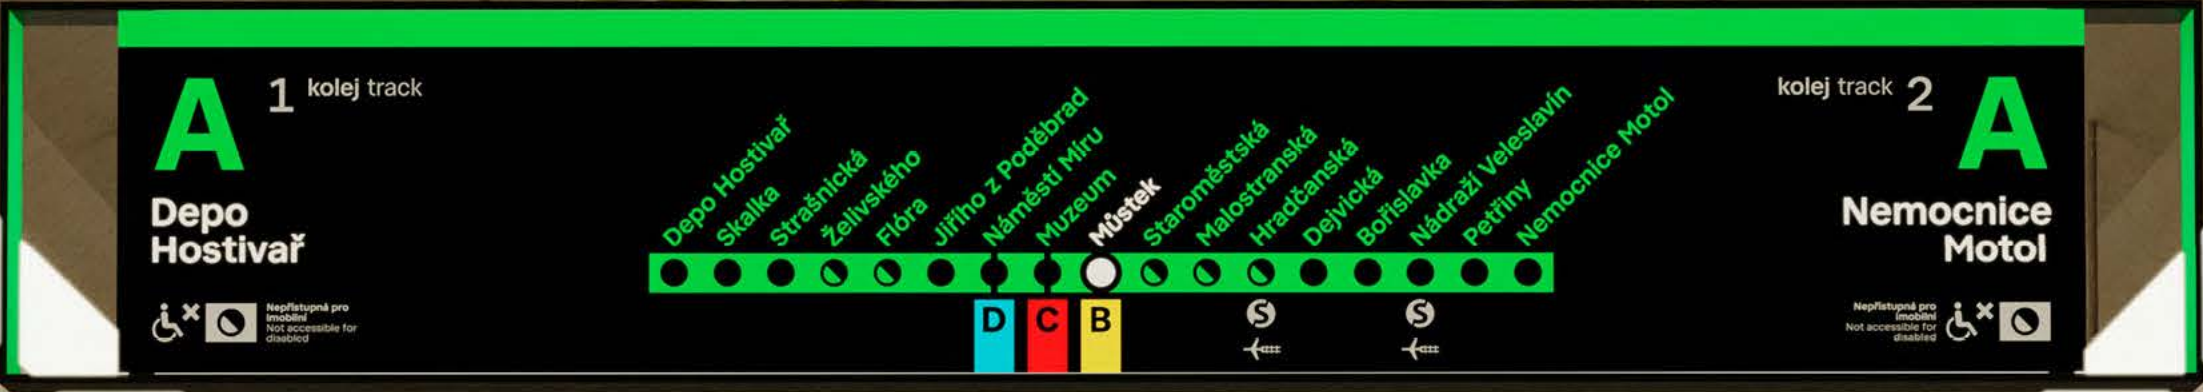 A 1 kolej track
Depo
Hostivař
Nepřístupná pro
imobilní
Not accessible for
disabled
Depo Hostivař
Skalka
Strašnická
Želivského
Flóra
Jiřího z Poděbrad
Náměstí Míru
Muzeum
Můstek
Staroměstská
Malostranská
Hradčanská
Dejvická
Bořislavka
Nádraží Veleslavín
Petřiny
Nemocnice Motol
D C B S S
kolej track 2 A
Nemocnice
Motol
Nepřístupná pro
imobilní
Not accessible for
disabled